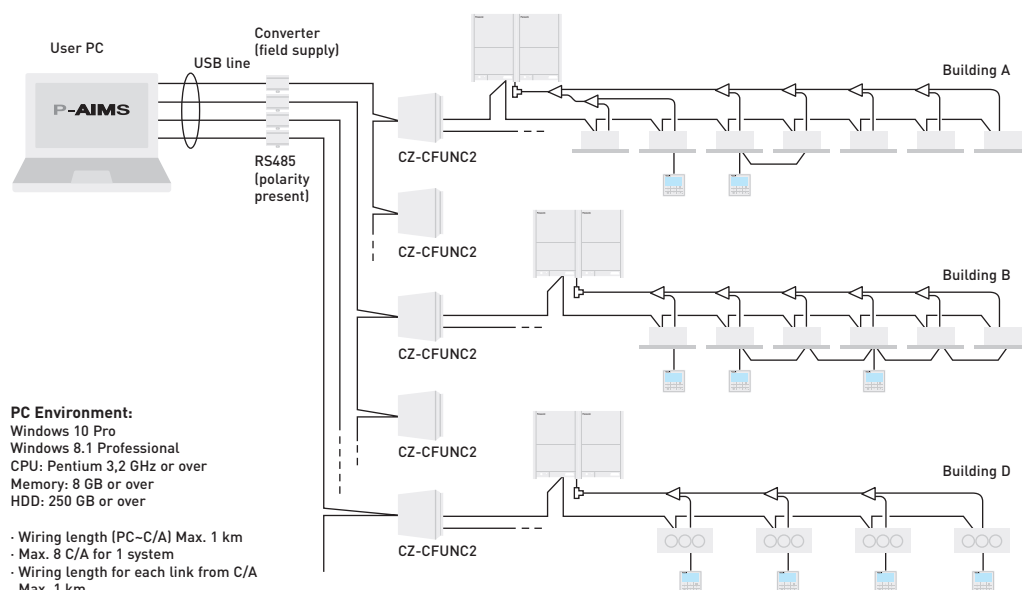 User PC
USB line
Converter
(field supply)
P-AIMS
RS485
(polarity
present)
CZ-CFUNC2
Building A
CZ-CFUNC2
Building B
CZ-CFUNC2
CZ-CFUNC2
Building D
CZ-CFUNC2
PC Environment:
Windows 10 Pro
Windows 8.1 Professional
CPU: Pentium 3,2 GHz or over
Memory: 8 GB or over
HDD: 250 GB or over
· Wiring length (PC~C/A) Max. 1 km
· Max. 8 C/A for 1 system
· Wiring length for each link from C/A
Max. 1 km